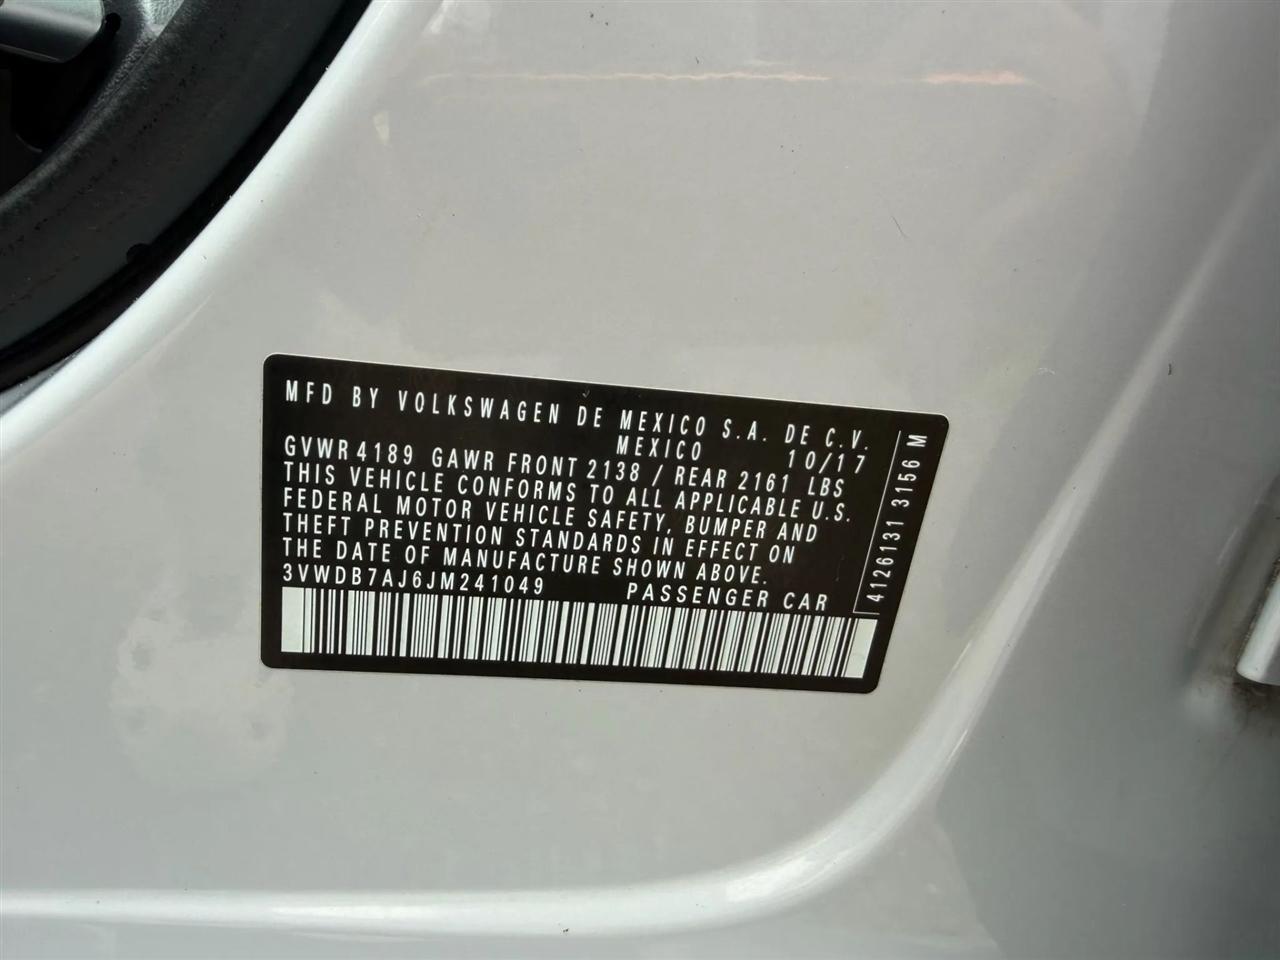 MFD BY VOLKSWAGEN DE MEXICO S.A. DE C.V.
MEXICO 10/17
GVWR 4189 GAWR FRONT 2138 / REAR 2161 LBS
THIS VEHICLE CONFORMS TO ALL APPLICABLE U.S.
FEDERAL MOTOR VEHICLE SAFETY, BUMPER AND
THEFT PREVENTION STANDARDS IN EFFECT ON
THE DATE OF MANUFACTURE SHOWN ABOVE.
3VWDB7AJ6JM241049 PASSENGER CAR
4126131 3156 M